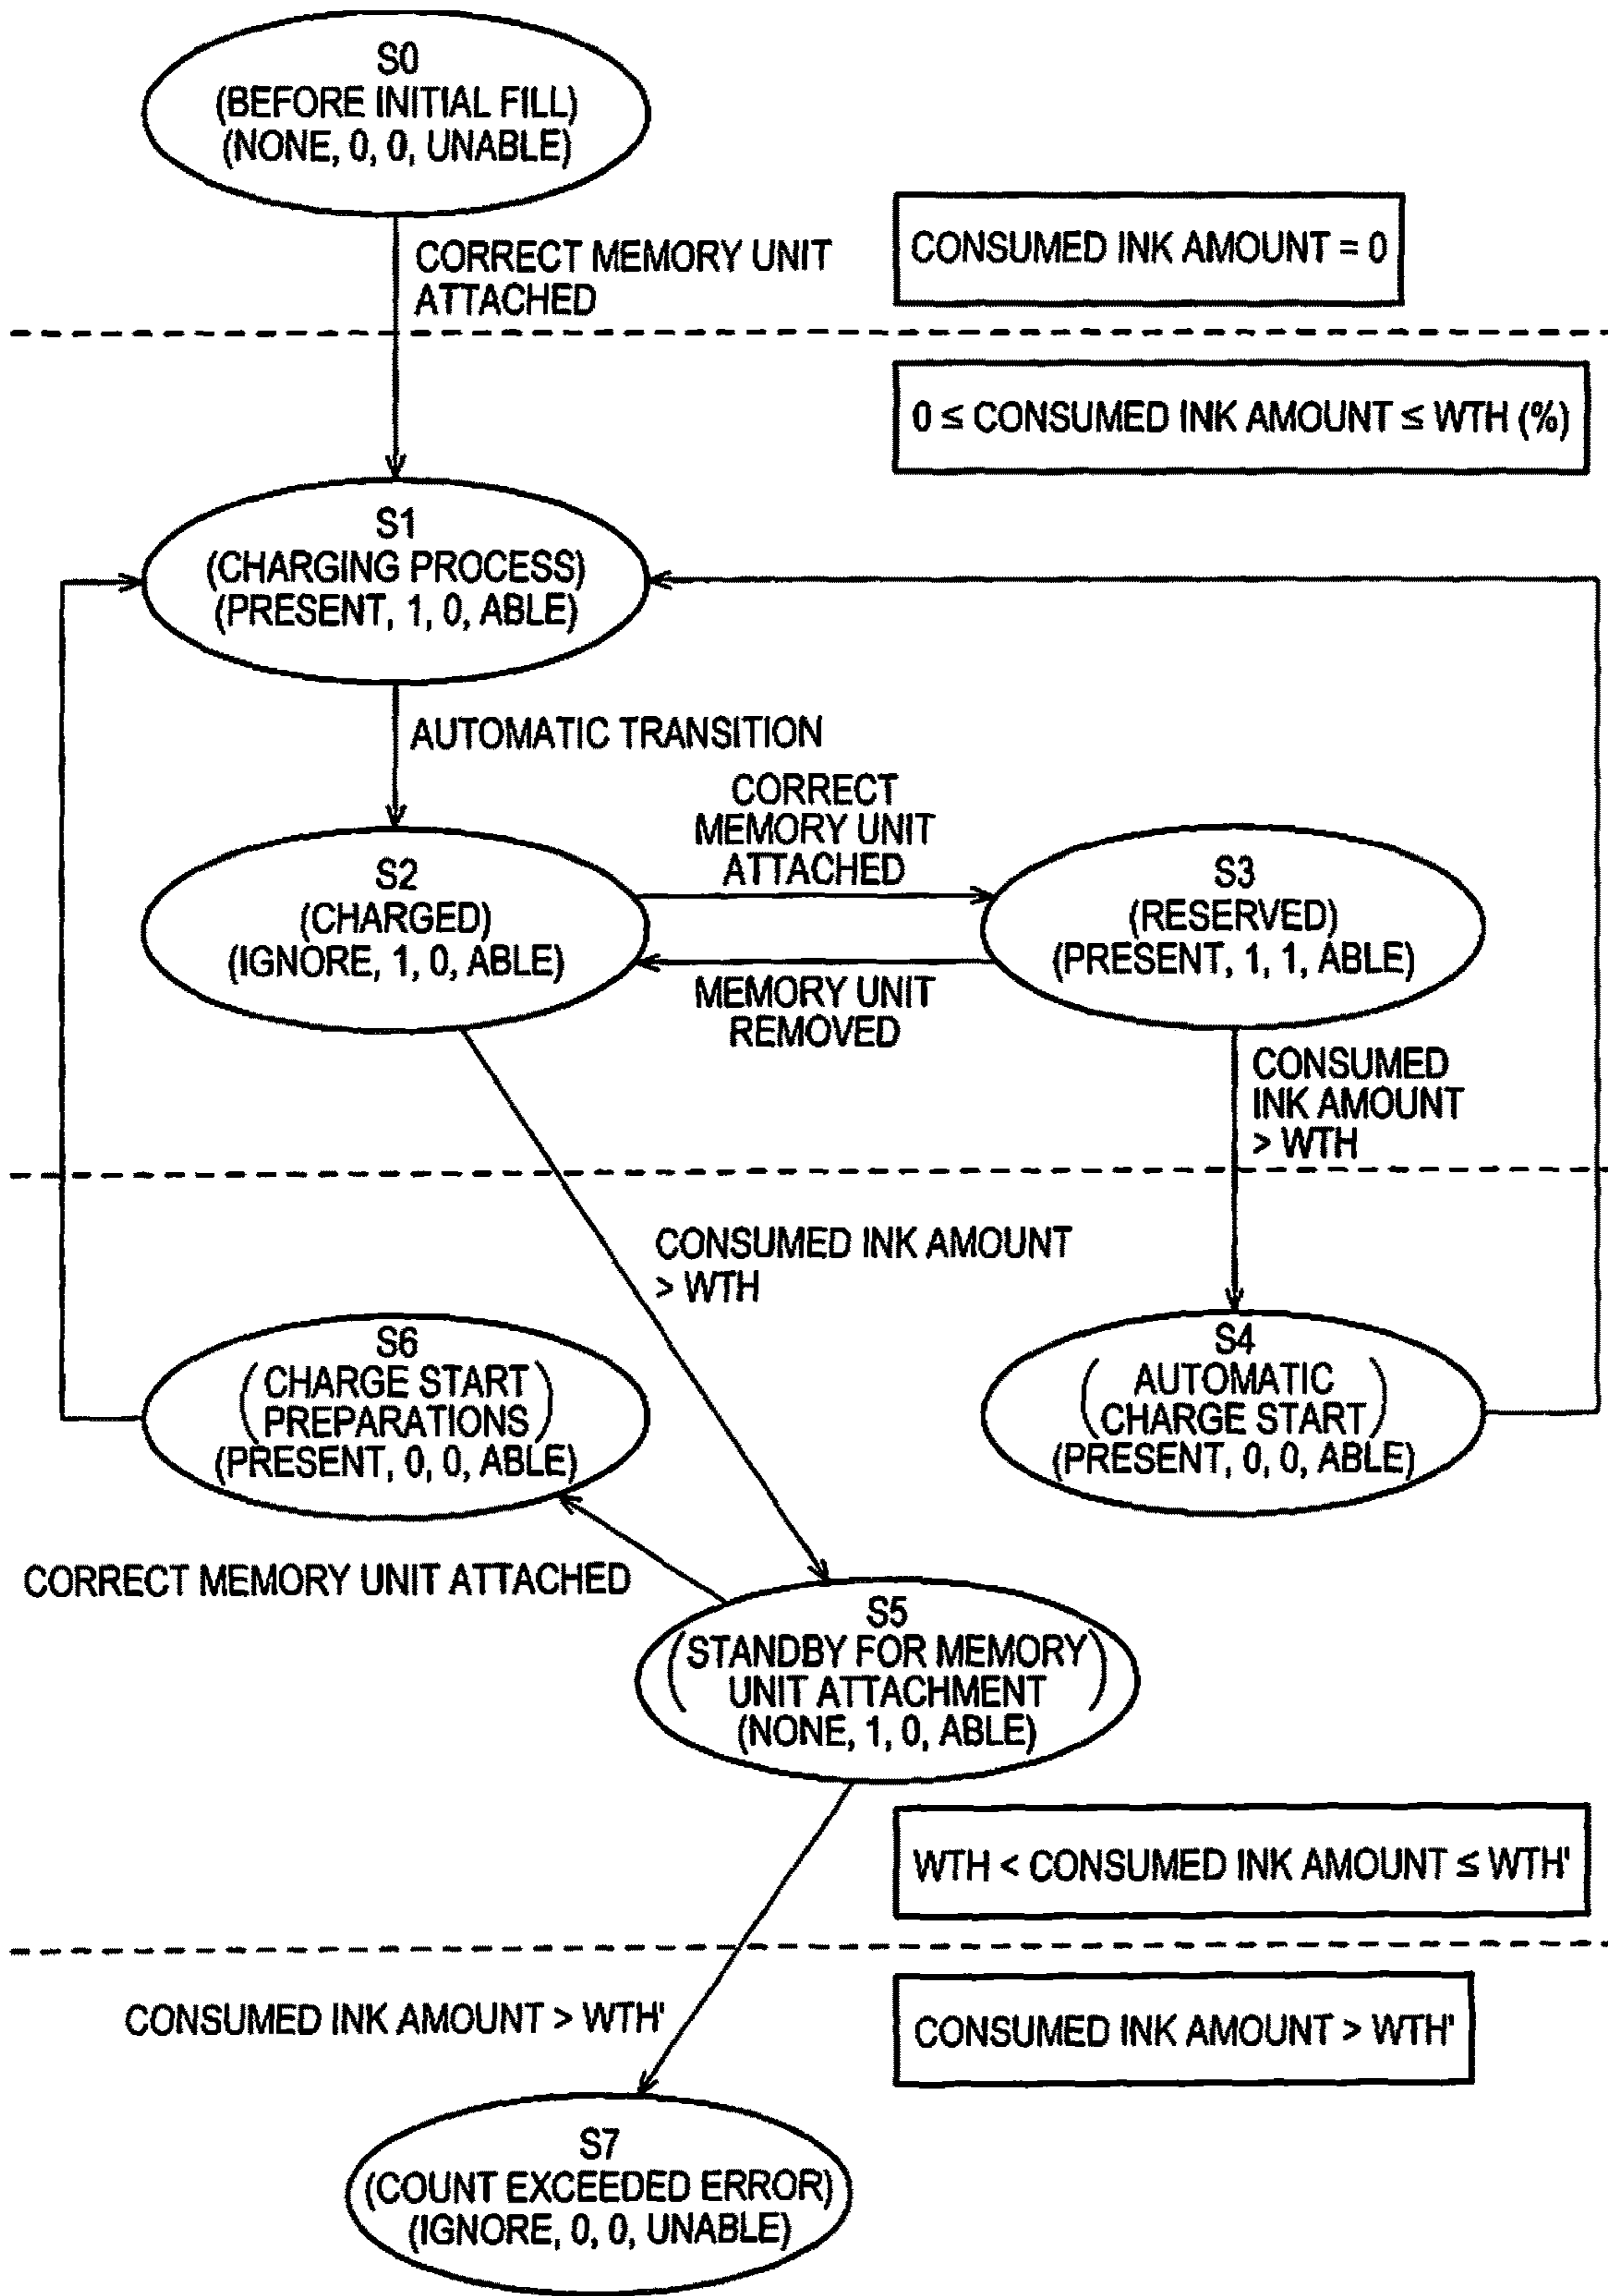 S0
(BEFORE INITIAL FILL)
(NONE, 0, 0, UNABLE)
CORRECT MEMORY UNIT
ATTACHED
CONSUMED INK AMOUNT = 0
0 ≤ CONSUMED INK AMOUNT ≤ WTH (%)
S1
(CHARGING PROCESS)
(PRESENT, 1, 0, ABLE)
AUTOMATIC TRANSITION
CORRECT
MEMORY UNIT
ATTACHED
S2
(CHARGED)
(IGNORE, 1, 0, ABLE)
S3
(RESERVED)
(PRESENT, 1, 1, ABLE)
MEMORY UNIT
REMOVED
CONSUMED
INK AMOUNT
> WTH
CONSUMED INK AMOUNT
> WTH
S6
(CHARGE START
PREPARATIONS)
(PRESENT, 0, 0, ABLE)
S4
(AUTOMATIC
CHARGE START)
(PRESENT, 0, 0, ABLE)
CORRECT MEMORY UNIT ATTACHED
S5
(STANDBY FOR MEMORY
UNIT ATTACHMENT)
(NONE, 1, 0, ABLE)
WTH < CONSUMED INK AMOUNT ≤ WTH'
CONSUMED INK AMOUNT > WTH'
CONSUMED INK AMOUNT > WTH'
S7
(COUNT EXCEEDED ERROR)
(IGNORE, 0, 0, UNABLE)